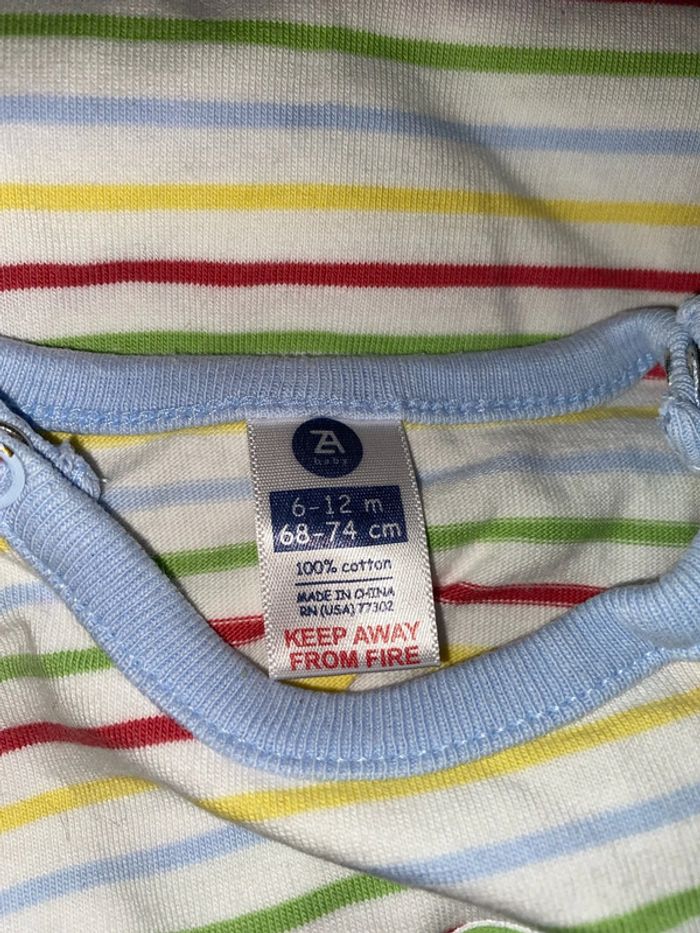 ZA
baby
6-12 m
68-74 cm
100% cotton
MADE IN CHINA
RN (USA) 77302
KEEP AWAY
FROM FIRE